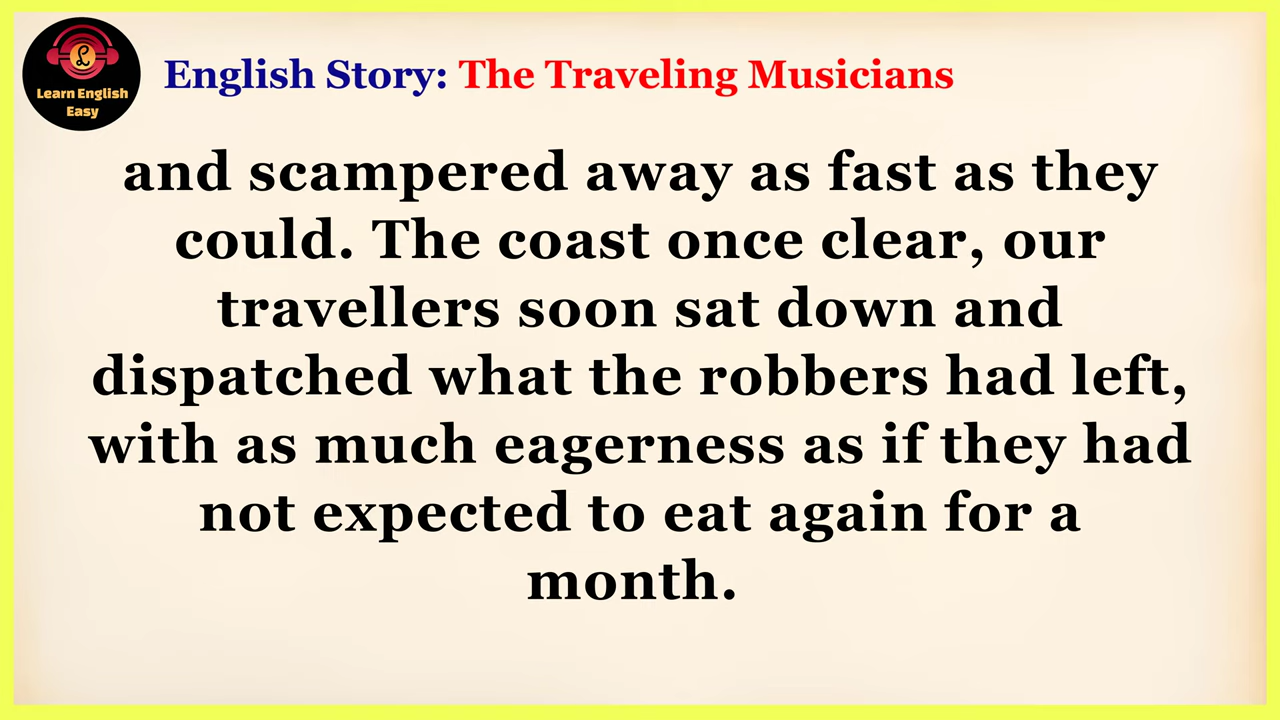 Learn English
Easy
English Story: The Traveling Musicians
and scampered away as fast as they
could. The coast once clear, our
travellers soon sat down and
dispatched what the robbers had left,
with as much eagerness as if they had
not expected to eat again for a
month.